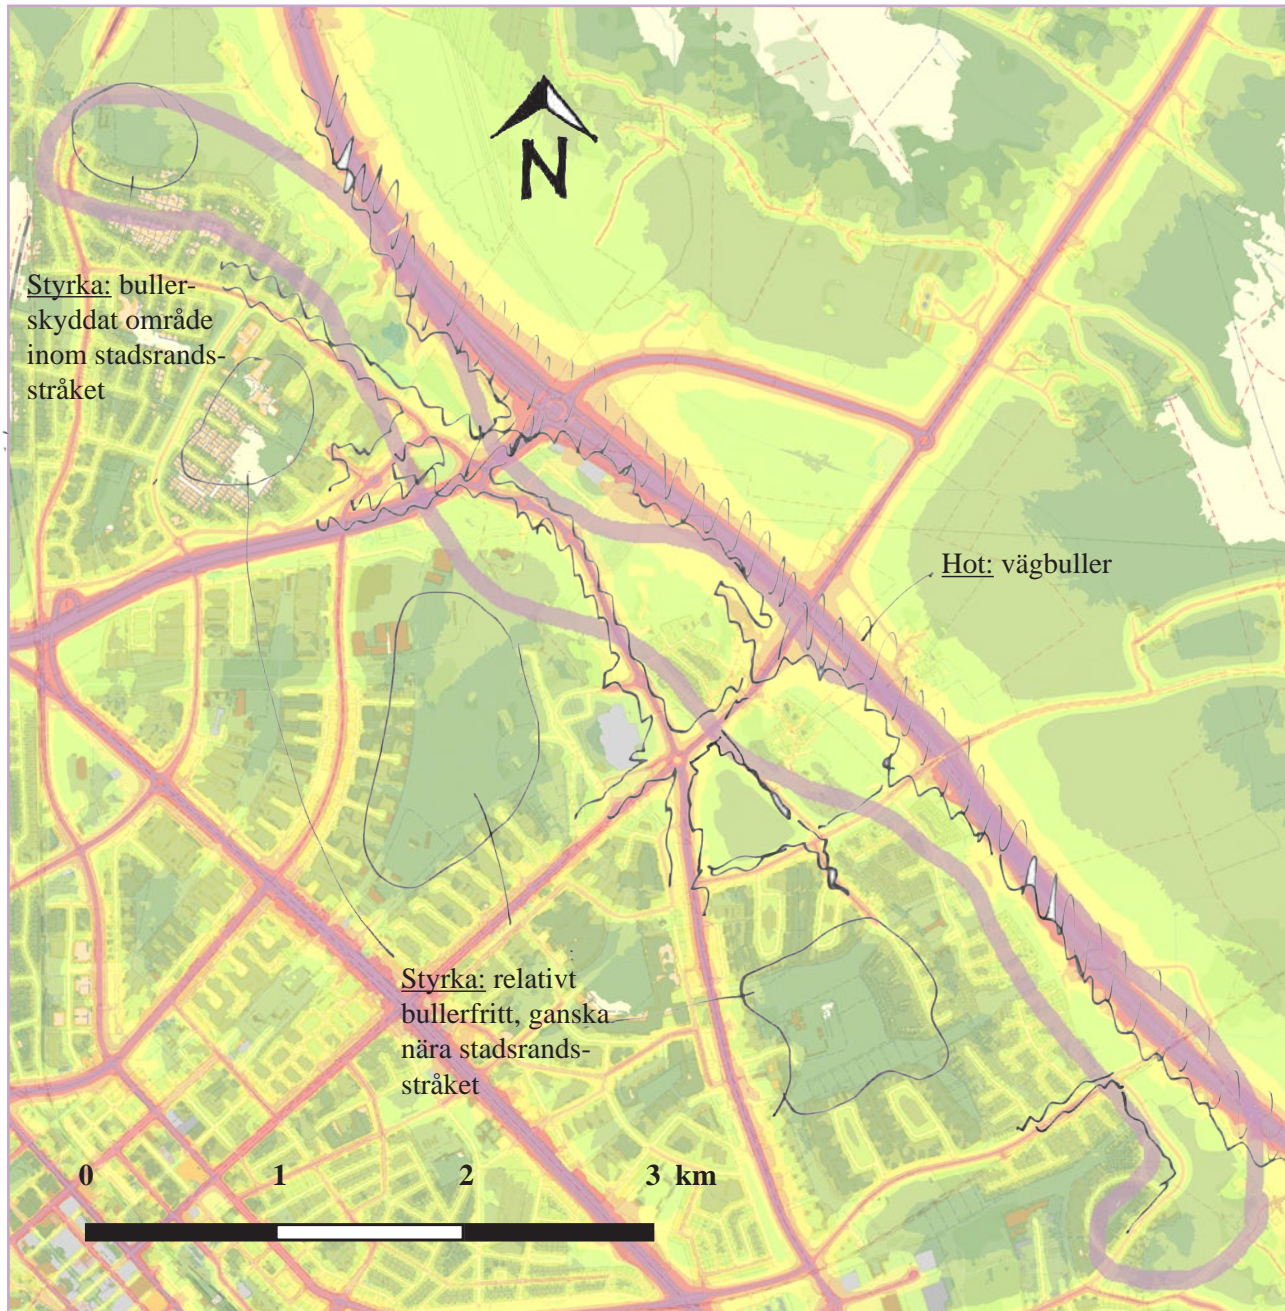 N
Styrka: buller-
skyddat område
inom stadsrands-
stråket
Hot: vägbuller
Styrka: relativt
bullerfritt, ganska
nära stadsrands-
stråket
0 1 2 3 km